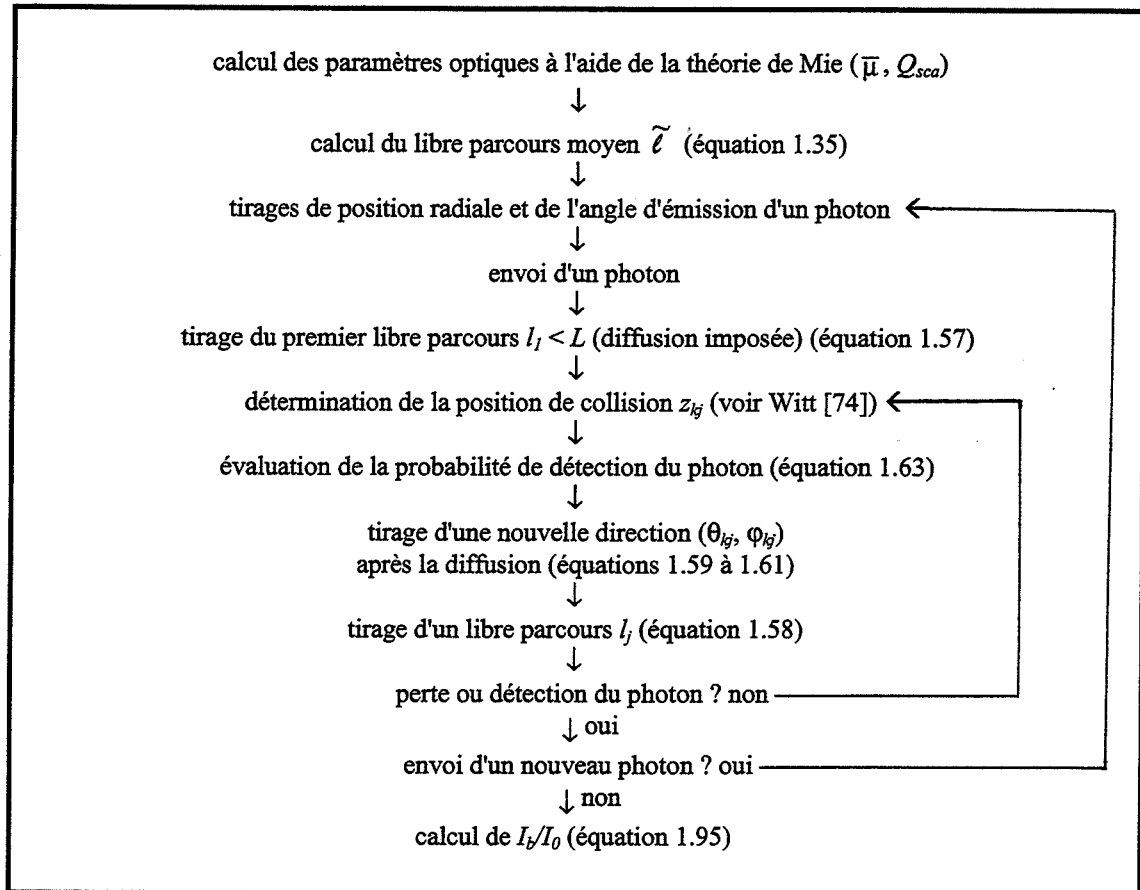 calcul des paramètres optiques à l'aide de la théorie de Mie (μ̅, Q_sca)
↓
calcul du libre parcours moyen ℓ̃ (équation 1.35)
↓
tirages de position radiale et de l'angle d'émission d'un photon
↓
envoi d'un photon
↓
tirage du premier libre parcours l_1 < L (diffusion imposée) (équation 1.57)
↓
détermination de la position de collision z_kj (voir Witt [74])
↓
évaluation de la probabilité de détection du photon (équation 1.63)
↓
tirage d'une nouvelle direction (θ_kj, φ_kj)
après la diffusion (équations 1.59 à 1.61)
↓
tirage d'un libre parcours l_j (équation 1.58)
↓
perte ou détection du photon ? non
↓ oui
envoi d'un nouveau photon ? oui
↓ non
calcul de I_b/I_0 (équation 1.95)